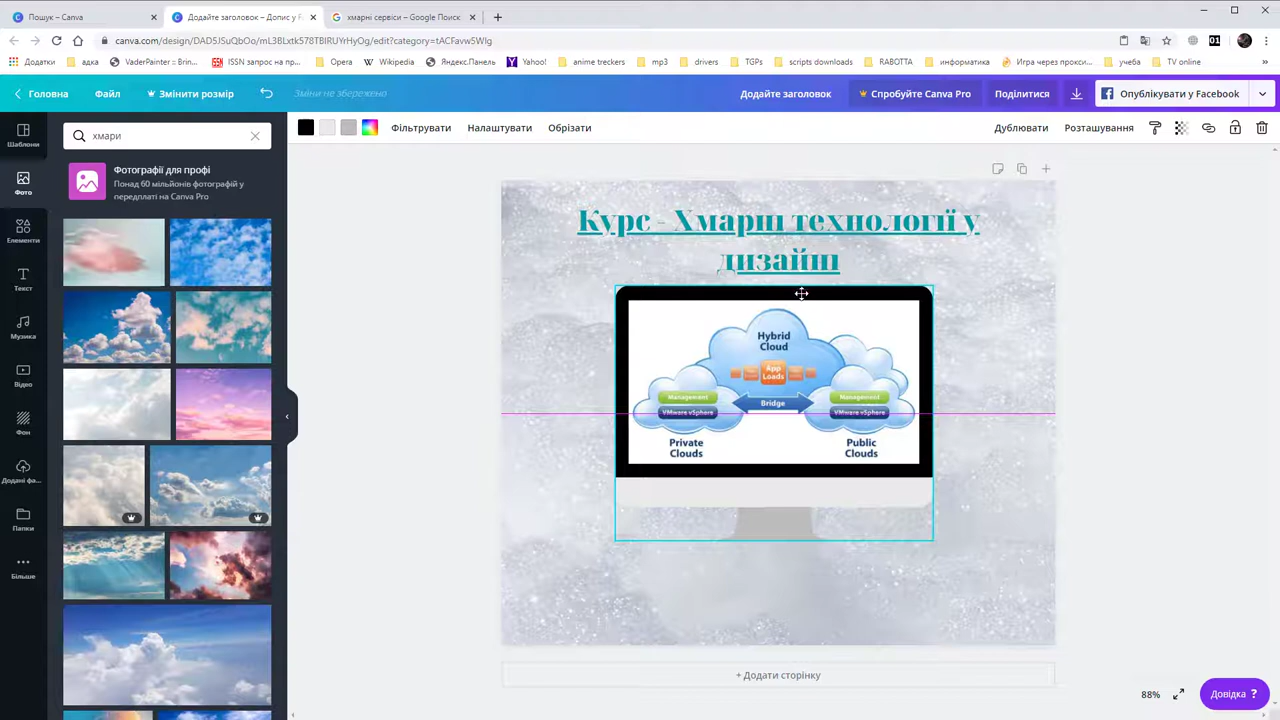 Пошук – Canva
Додайте заголовок – Допис у F
хмарні сервіси – Google Поиск
canva.com/design/DAD5JSuQbOo/mL3BLxtk578TBIRUYrHyOg/edit?category=tACFavw5WIg
Додатки
адка
VaderPainter :: Brin...
ISSN запрос на пр...
Opera
Wikipedia
Яндекс.Панель
Yahoo!
anime treckers
mp3
drivers
TGPs
scripts downloads
RABOTTA
информатика
Игра через прокси...
учеба
TV online
Головна
Файл
Змінити розмір
Зміни не збережено
Додайте заголовок
Спробуйте Canva Pro
Поділитися
Опублікувати у Facebook
Шаблони
Фото
Елементи
Текст
Музика
Відео
Фон
Додані фа...
Папки
Більше
хмари
Фотографії для профі
Понад 60 мільйонів фотографій у
передплаті на Canva Pro
Фільтрувати
Налаштувати
Обрізати
Дублювати
Розташування
Курс - Хмарні технології у
дизайні
Hybrid
Cloud
App
Loads
Management
VMware vSphere
Bridge
Management
VMware vSphere
Private
Clouds
Public
Clouds
+ Додати сторінку
88%
Довідка ?